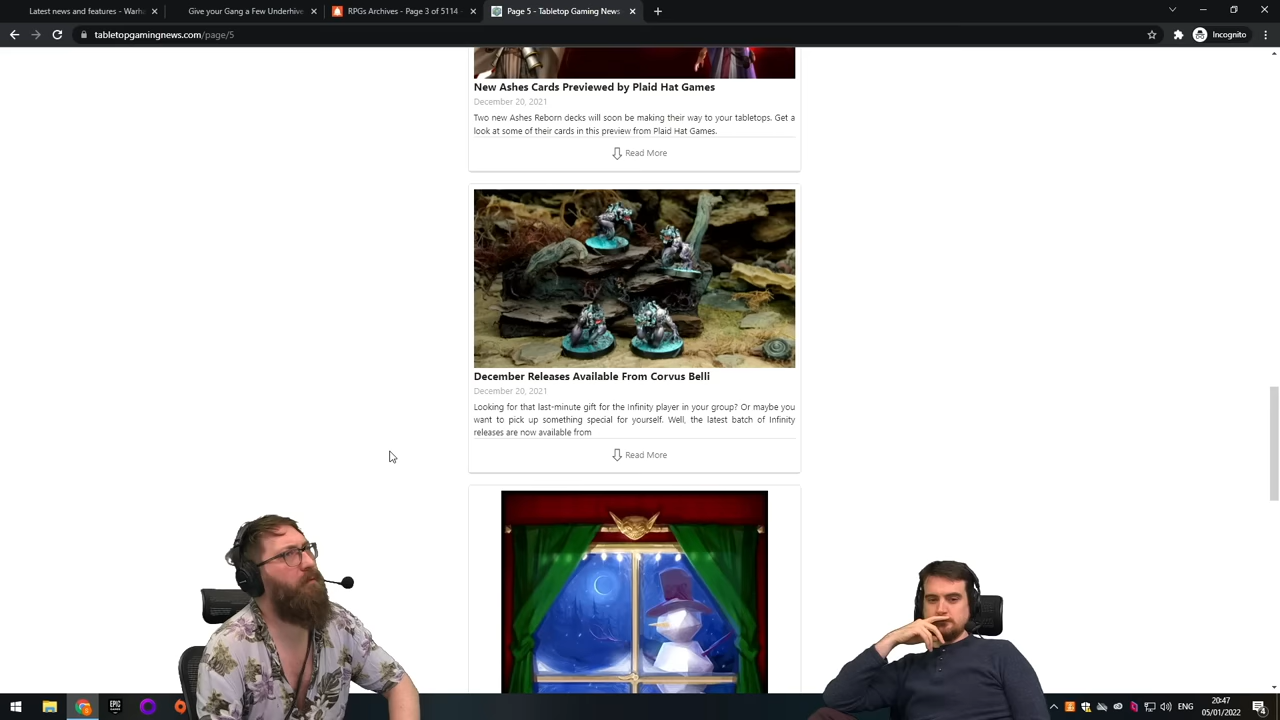 Latest news and features - Warha
Give your Gang a Few Underhive
RPGs Archives - Page 3 of 5114 -
Page 5 - Tabletop Gaming News
tabletopgamingnews.com/page/5
Incognito
New Ashes Cards Previewed by Plaid Hat Games
December 20, 2021
Two new Ashes Reborn decks will soon be making their way to your tabletops. Get a
look at some of their cards in this preview from Plaid Hat Games.
Read More
December Releases Available From Corvus Belli
December 20, 2021
Looking for that last-minute gift for the Infinity player in your group? Or maybe you
want to pick up something special for yourself. Well, the latest batch of Infinity
releases are now available from
Read More
EPIC
ENG
20:47
05/01/2022